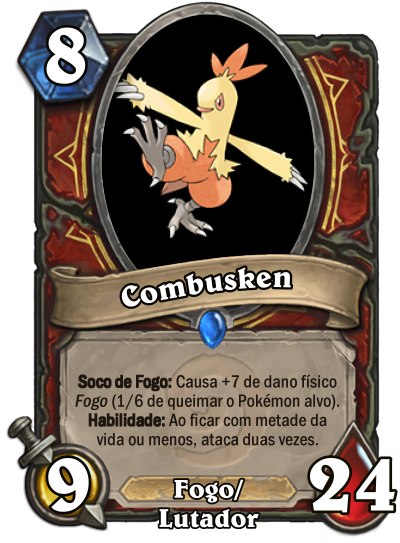 8
Combusken
Soco de Fogo: Causa +7 de dano físico
Fogo (1/6 de queimar o Pokémon alvo).
Habilidade: Ao ficar com metade da
vida ou menos, ataca duas vezes.
9
Fogo/
Lutador
24